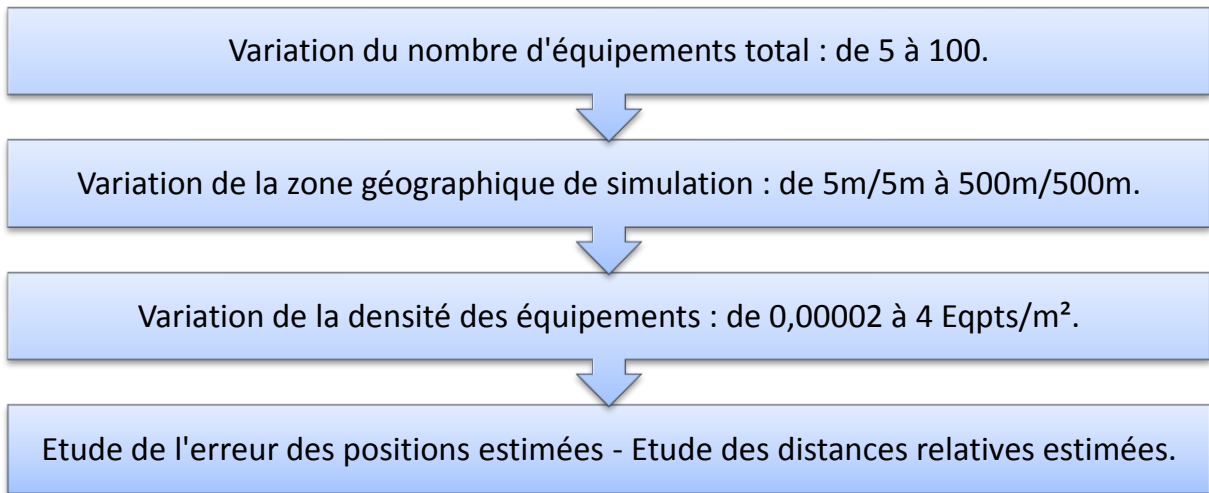 Variation du nombre d'équipements total : de 5 à 100.
Variation de la zone géographique de simulation : de 5m/5m à 500m/500m.
Variation de la densité des équipements : de 0,00002 à 4 Eqpts/m².
Etude de l'erreur des positions estimées - Etude des distances relatives estimées.